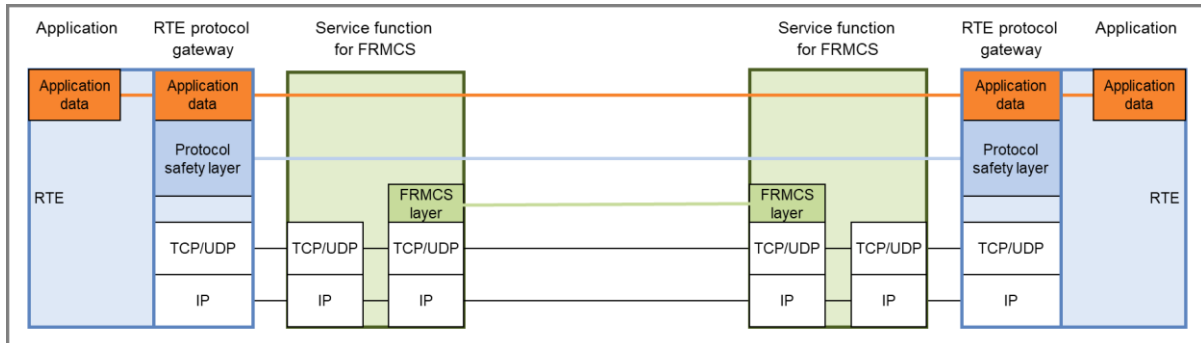 Application
RTE protocol
gateway
Service function
for FRMCS
Service function
for FRMCS
RTE protocol
gateway
Application
Application
data
Application
data
Application
data
Application
data
Protocol
safety layer
Protocol
safety layer
RTE
FRMCS
layer
FRMCS
layer
RTE
TCP/UDP
TCP/UDP
TCP/UDP
TCP/UDP
TCP/UDP
TCP/UDP
IP
IP
IP
IP
IP
IP